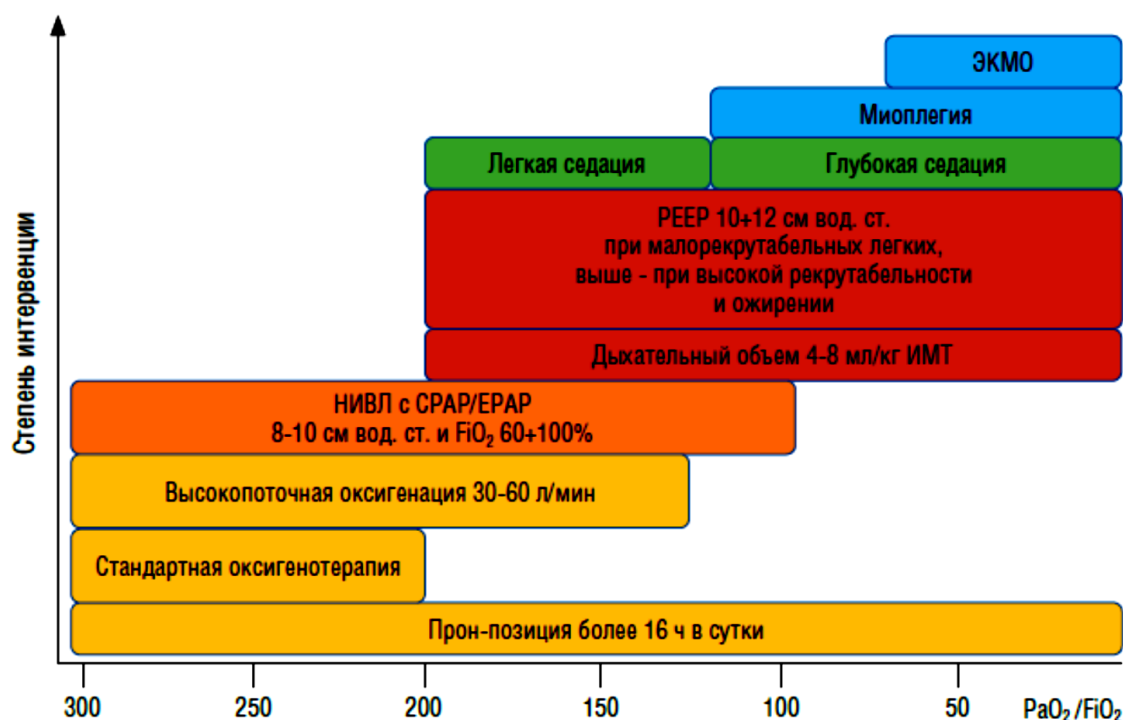 ЭКМО
Миоплегия
Легкая седация
Глубокая седация
PEEP 10+12 см вод. ст.
при малорекрутабельных легких,
выше - при высокой рекрутабельности
и ожирении
Дыхательный объем 4-8 мл/кг ИМТ
НИВЛ с CPAP/EPAP
8-10 см вод. ст. и FiO₂ 60+100%
Высокопоточная оксигенация 30-60 л/мин
Стандартная оксигенотерапия
Прон-позиция более 16 ч в сутки
Степень интервенции
300 250 200 150 100 50 PaO₂/FiO₂